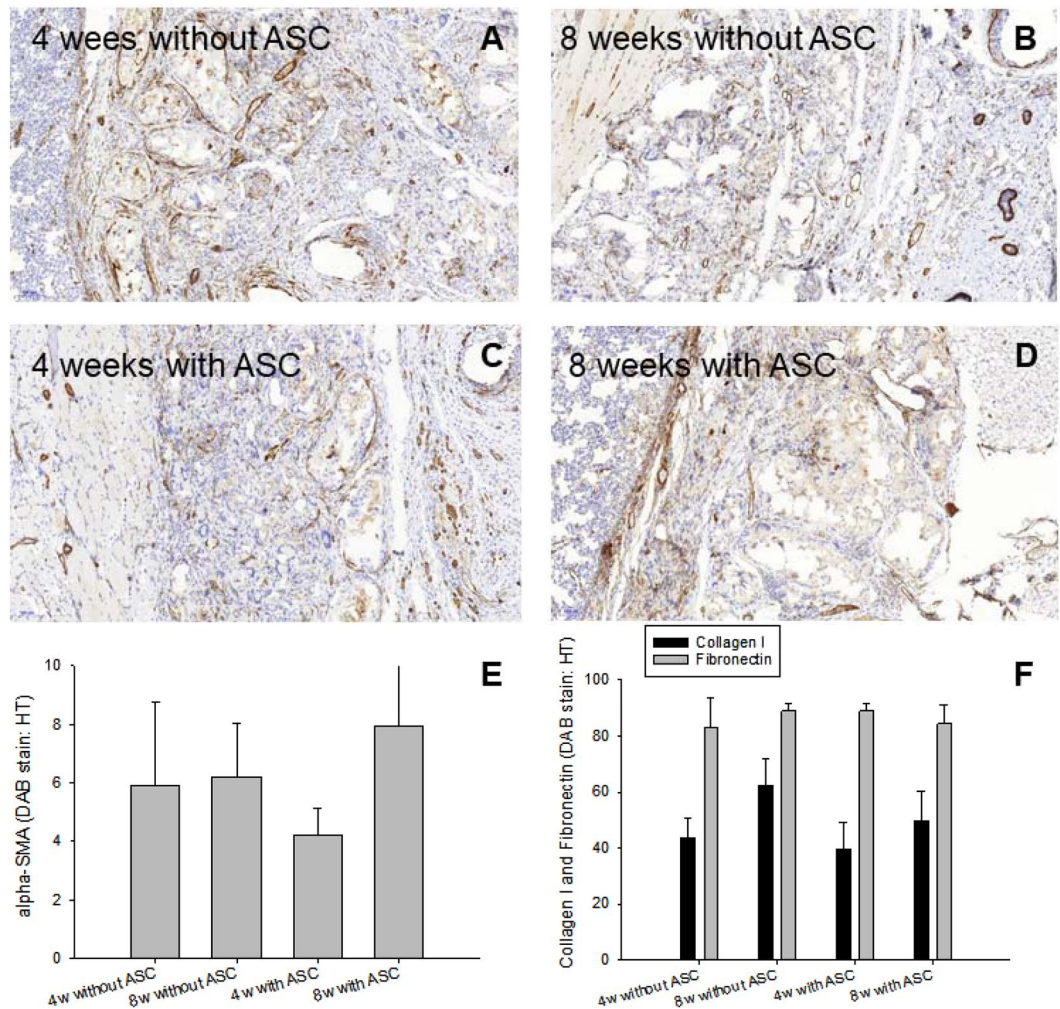 4 wees without ASC
A
8 weeks without ASC
B
4 weeks with ASC
C
8 weeks with ASC
D
E
alpha-SMA (DAB stain: HT)
10
8
6
4
2
0
4w without ASC
8w without ASC
4w with ASC
8w with ASC
Collagen I
Fibronectin
F
Collagen I and Fibronectin (DAB stain: HT)
100
80
60
40
20
0
4w without ASC
8w without ASC
4w with ASC
8w with ASC